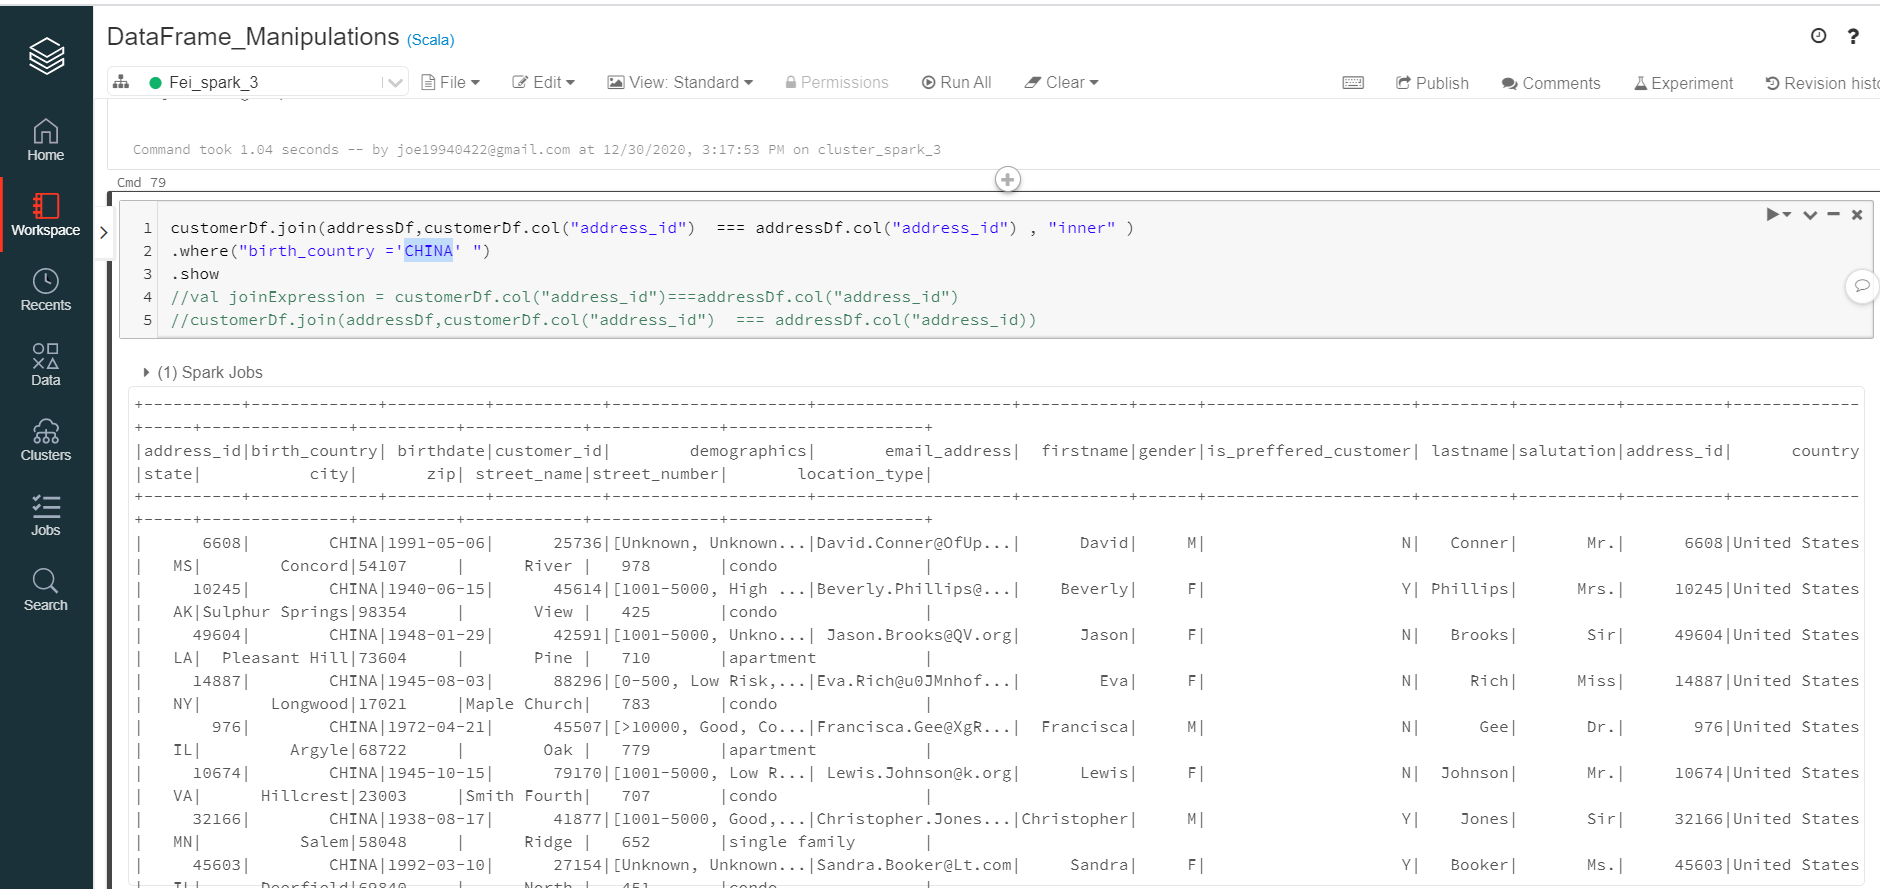 DataFrame_Manipulations (Scala)
Fei_spark_3
File
Edit
View: Standard
Permissions
Run All
Clear
Publish
Comments
Experiment
Revision histo
Home
Workspace
Recents
Data
Clusters
Jobs
Search
Command took 1.04 seconds -- by joe19940422@gmail.com at 12/30/2020, 3:17:53 PM on cluster_spark_3
Cmd 79
1 customerDf.join(addressDf,customerDf.col("address_id")  === addressDf.col("address_id") , "inner" )
2 .where("birth_country ='CHINA' ")
3 .show
4 //val joinExpression = customerDf.col("address_id")===addressDf.col("address_id")
5 //customerDf.join(addressDf,customerDf.col("address_id")  === addressDf.col("address_id))
(1) Spark Jobs
+----------+-------------+----------+-----------+--------------------+--------------------+-----------+------+---------------------+---------+----------+----------+-------------
+-----+---------------+----------+------------+-------------+--------------------+
|address_id|birth_country| birthdate|customer_id|        demographics|       email_address|  firstname|gender|is_preffered_customer| lastname|salutation|address_id|      country
|state|           city|       zip| street_name|street_number|       location_type|
+----------+-------------+----------+-----------+--------------------+--------------------+-----------+------+---------------------+---------+----------+----------+-------------
+-----+---------------+----------+------------+-------------+--------------------+
|      6608|        CHINA|1991-05-06|      25736|[Unknown, Unknown...|David.Conner@OfUp...|      David|     M|                    N|   Conner|       Mr.|      6608|United States
|   MS|        Concord|54107     |      River |   978       |condo               |
|     10245|        CHINA|1940-06-15|      45614|[1001-5000, High ...|Beverly.Phillips@...|    Beverly|     F|                    Y| Phillips|      Mrs.|     10245|United States
|   AK|Sulphur Springs|98354     |       View |   425       |condo               |
|     49604|        CHINA|1948-01-29|      42591|[1001-5000, Unkno...| Jason.Brooks@QV.org|      Jason|     F|                    N|   Brooks|       Sir|     49604|United States
|   LA|  Pleasant Hill|73604     |       Pine |   710       |apartment           |
|     14887|        CHINA|1945-08-03|      88296|[0-500, Low Risk,...|Eva.Rich@u0JMnhof...|        Eva|     F|                    N|     Rich|      Miss|     14887|United States
|   NY|       Longwood|17021     |Maple Church|   783       |condo               |
|       976|        CHINA|1972-04-21|      45507|[>10000, Good, Co...|Francisca.Gee@XgR...|  Francisca|     M|                    N|      Gee|       Dr.|       976|United States
|   IL|         Argyle|68722     |        Oak |   779       |apartment           |
|     10674|        CHINA|1945-10-15|      79170|[1001-5000, Low R...| Lewis.Johnson@k.org|      Lewis|     F|                    N|  Johnson|       Mr.|     10674|United States
|   VA|      Hillcrest|23003     |Smith Fourth|   707       |condo               |
|     32166|        CHINA|1938-08-17|      41877|[1001-5000, Good,...|Christopher.Jones...|Christopher|     M|                    Y|    Jones|       Sir|     32166|United States
|   MN|          Salem|58048     |      Ridge |   652       |single family       |
|     45603|        CHINA|1992-03-10|      27154|[Unknown, Unknown...|Sandra.Booker@Lt.com|     Sandra|     F|                    Y|   Booker|       Ms.|     45603|United States
|   IL|      Deerfield|69840     |      North |   451       |condo               |